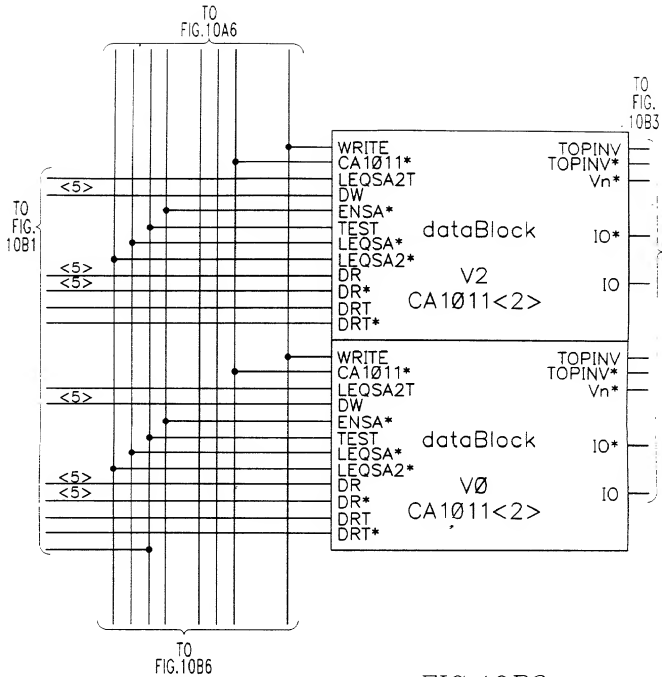 TO
FIG.10A6
TO
FIG.
10B3
TO
FIG.
10B1
<5>
<5>
<5>
WRITE
CA1Ø11*
LEQSA2T
DW
ENSA*
TEST
LEQSA*
LEQSA2*
DR
DR*
DRT
DRT*
dataBlock
V2
CA1Ø11<2>
TOPINV
TOPINV*
Vn*
IO*
IO
<5>
<5>
<5>
WRITE
CA1Ø11*
LEQSA2T
DW
ENSA*
TEST
LEQSA*
LEQSA2*
DR
DR*
DRT
DRT*
dataBlock
VØ
CA1Ø11<2>
TOPINV
TOPINV*
Vn*
IO*
IO
TO
FIG.10B6